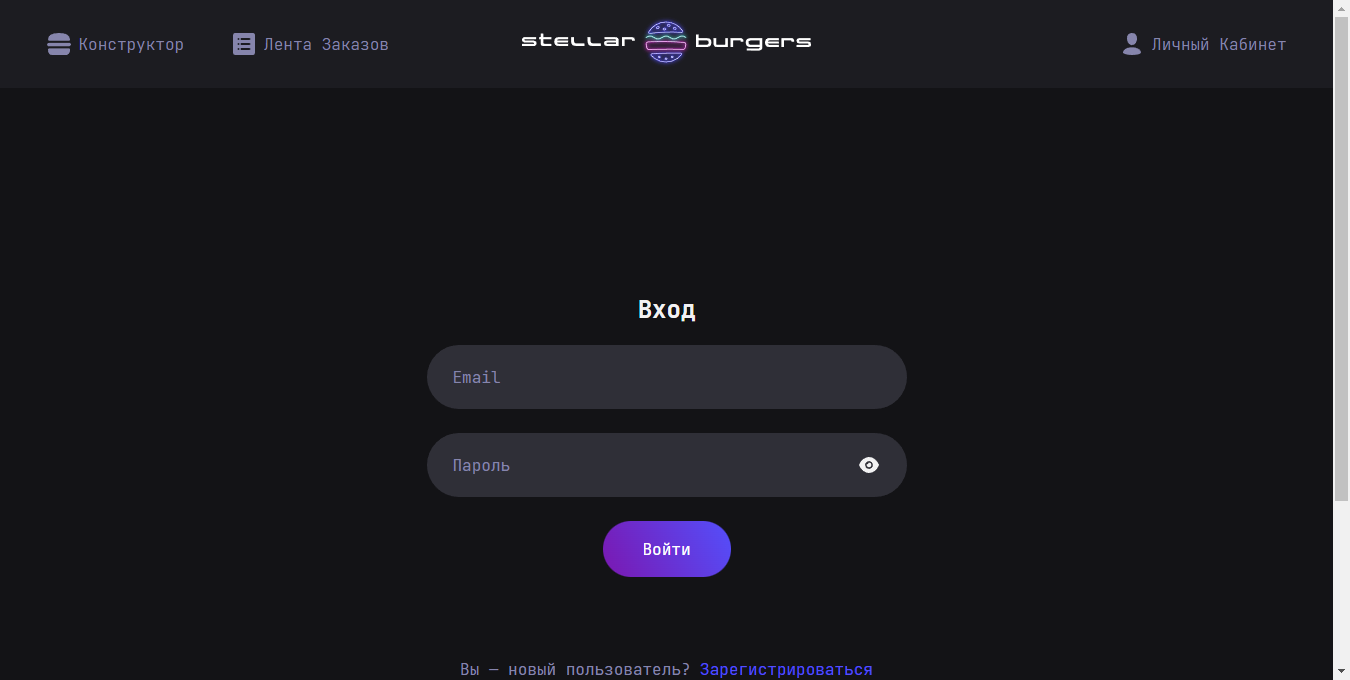 Конструктор
Лента Заказов
stellar burgers
Личный Кабинет
Вход
Email
Пароль
Войти
Вы — новый пользователь? Зарегистрироваться